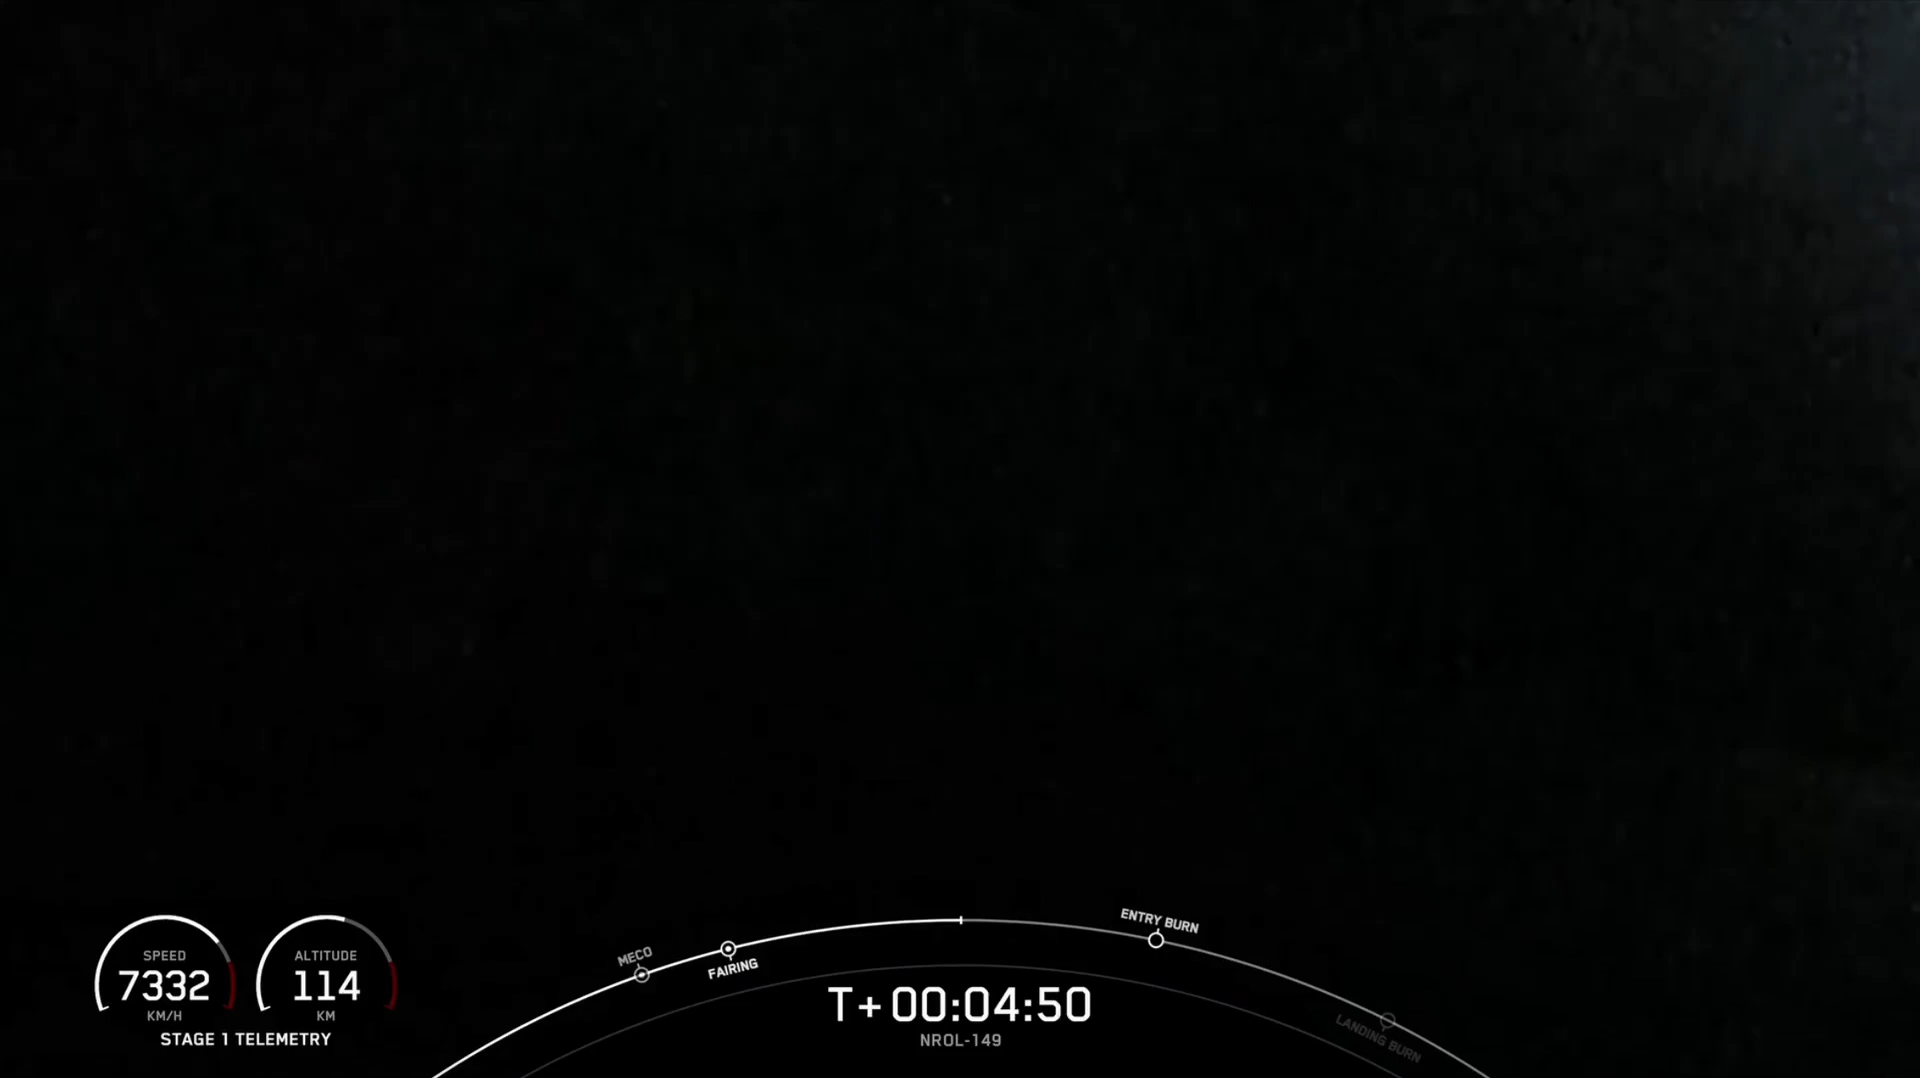 SPEED
7332
KM/H
ALTITUDE
114
KM
STAGE 1 TELEMETRY
MECO
FAIRING
ENTRY BURN
LANDING BURN
T+00:04:50
NROL-149